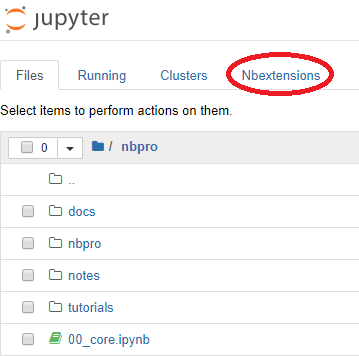 jupyter
Files Running Clusters Nbextensions
Select items to perform actions on them.
0 / nbpro
..
docs
nbpro
notes
tutorials
00_core.ipynb